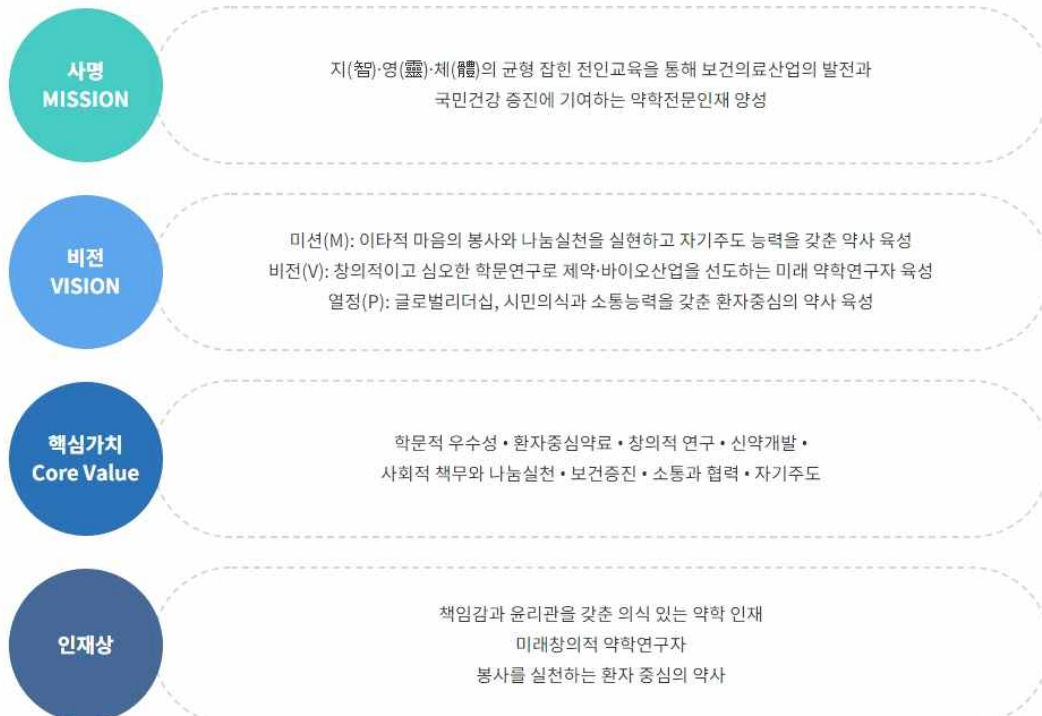 사명
MISSION
지(智)·영(靈)·체(體)의 균형 잡힌 전인교육을 통해 보건의료산업의 발전과
국민건강 증진에 기여하는 약학전문인재 양성
비전
VISION
미션(M): 이타적 마음의 봉사와 나눔실천을 실현하고 자기주도 능력을 갖춘 약사 육성
비전(V): 창의적이고 심오한 학문연구로 제약·바이오산업을 선도하는 미래 약학연구자 육성
열정(P): 글로벌리더십, 시민의식과 소통능력을 갖춘 환자중심의 약사 육성
핵심가치
Core Value
학문적 우수성 • 환자중심약료 • 창의적 연구 • 신약개발 •
사회적 책무와 나눔실천 • 보건증진 • 소통과 협력 • 자기주도
인재상
책임감과 윤리관을 갖춘 의식 있는 약학 인재
미래창의적 약학연구자
봉사를 실천하는 환자 중심의 약사